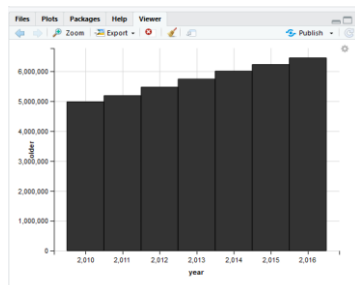 Files Plots Packages Help Viewer
Zoom Export Publish
6,000,000
5,000,000
4,000,000
older
3,000,000
2,000,000
1,000,000
0
2,010 2,011 2,012 2,013 2,014 2,015 2,016
year